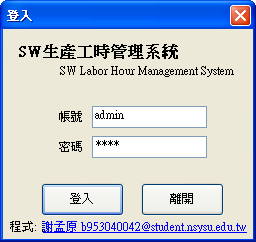 登入
SW生產工時管理系統
SW Labor Hour Management System
帳號 admin
密碼 ****
登入 離開
程式: 謝孟原 b953040042@student.nsysu.edu.tw